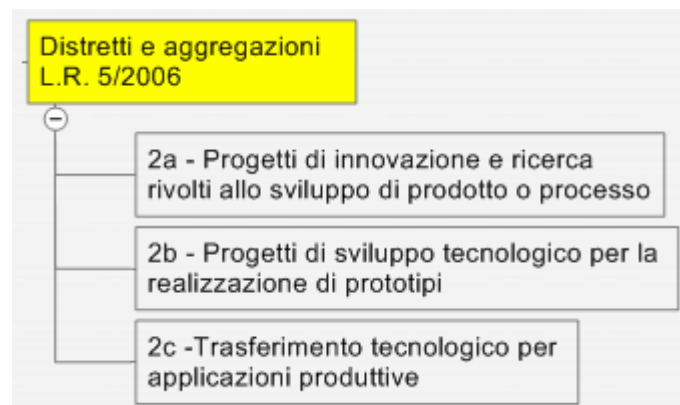 Distretti e aggregazioni
L.R. 5/2006
2a - Progetti di innovazione e ricerca
rivolti allo sviluppo di prodotto o processo
2b - Progetti di sviluppo tecnologico per la
realizzazione di prototipi
2c -Trasferimento tecnologico per
applicazioni produttive